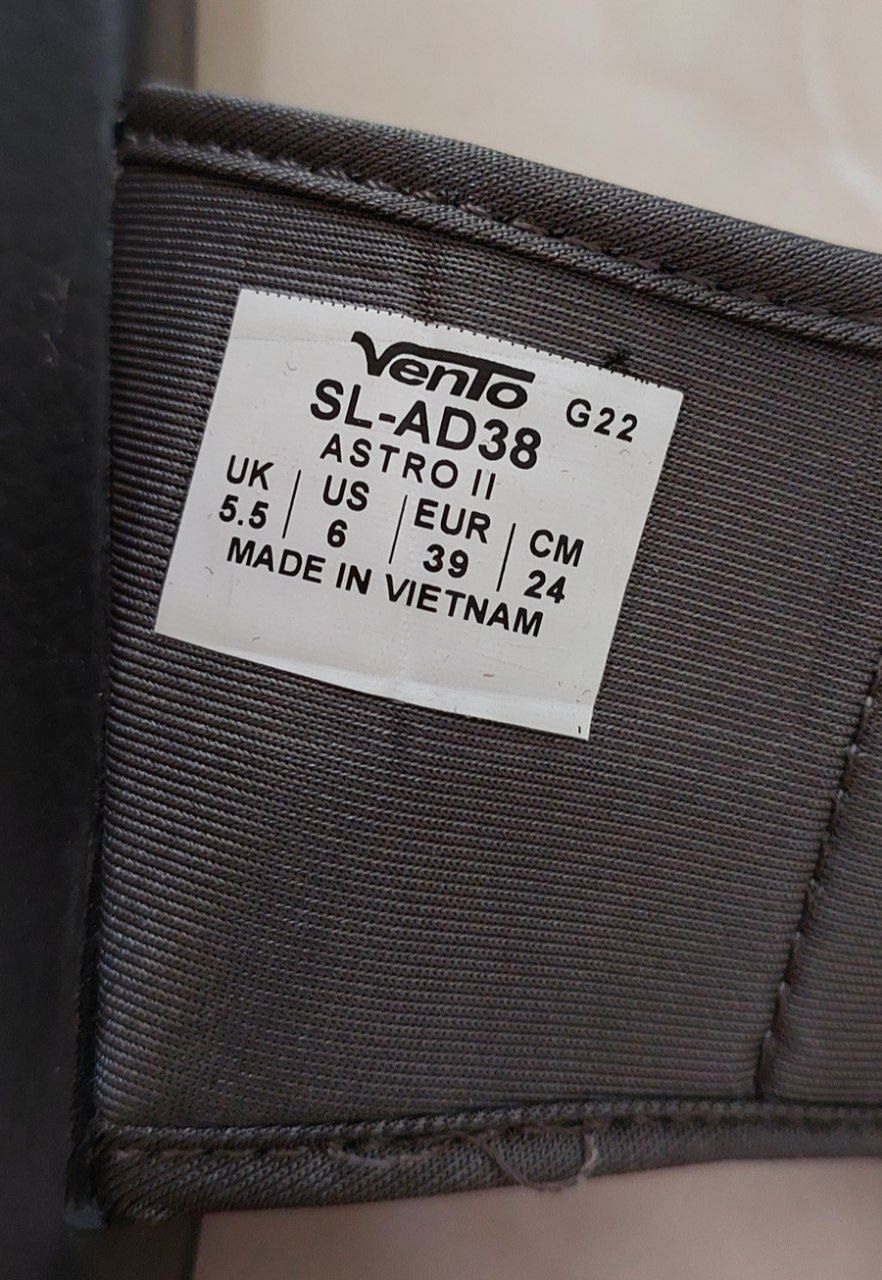 Vento
SL-AD38 G22
ASTRO II
UK | US | EUR | CM
5.5 | 6 | 39 | 24
MADE IN VIETNAM